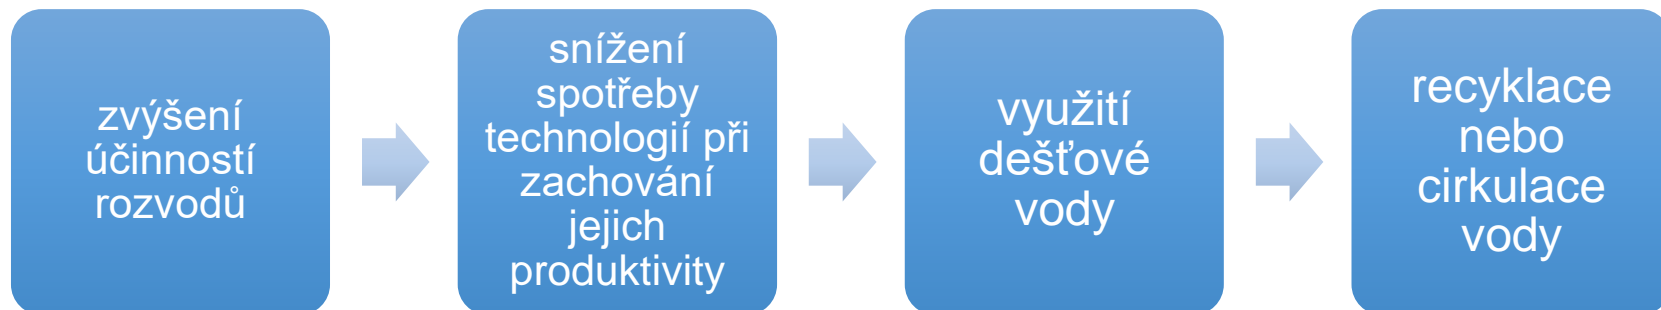 zvýšení
účinností
rozvodů
snížení
spotřeby
technologií při
zachování
jejich
produktivity
využití
dešťové
vody
recyklace
nebo
cirkulace
vody